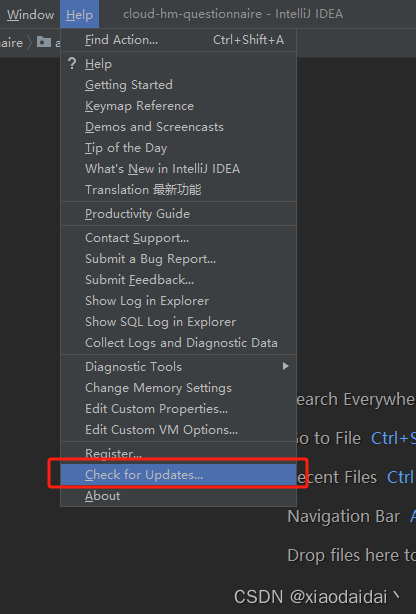 Window Help cloud-hm-questionnaire - IntelliJ IDEA
naire a
Find Action... Ctrl+Shift+A
? Help
Getting Started
Keymap Reference
Demos and Screencasts
Tip of the Day
What's New in IntelliJ IDEA
Translation 最新功能
Productivity Guide
Contact Support...
Submit a Bug Report...
Submit Feedback...
Show Log in Explorer
Show SQL Log in Explorer
Collect Logs and Diagnostic Data
Diagnostic Tools
Change Memory Settings
Edit Custom Properties...
Edit Custom VM Options...
Register...
Check for Updates...
About
earch Everywhe
o to File Ctrl+S
ecent Files Ctrl
Navigation Bar A
Drop files here to
CSDN @xiaodaidai丶